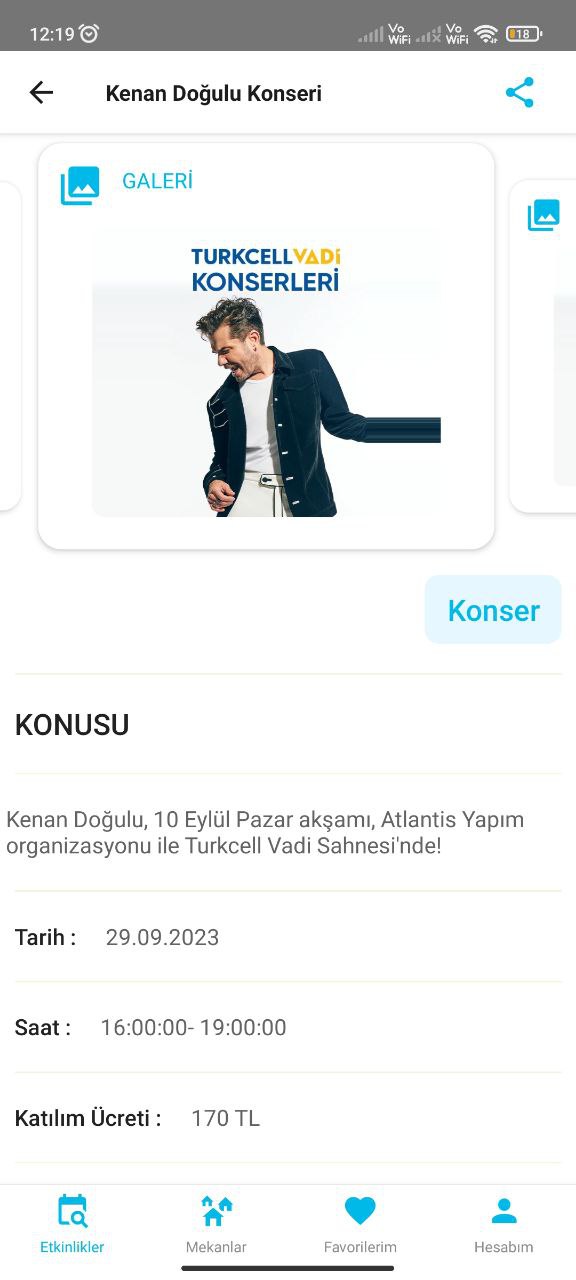 12:19
Vo WiFi
Vo WiFi
18
Kenan Doğulu Konseri
GALERİ
TURKCELLVADİ
KONSERLERİ
Konser
KONUSU
Kenan Doğulu, 10 Eylül Pazar akşamı, Atlantis Yapım
organizasyonu ile Turkcell Vadi Sahnesi'nde!
Tarih : 29.09.2023
Saat : 16:00:00- 19:00:00
Katılım Ücreti : 170 TL
Etkinlikler Mekanlar Favorilerim Hesabım